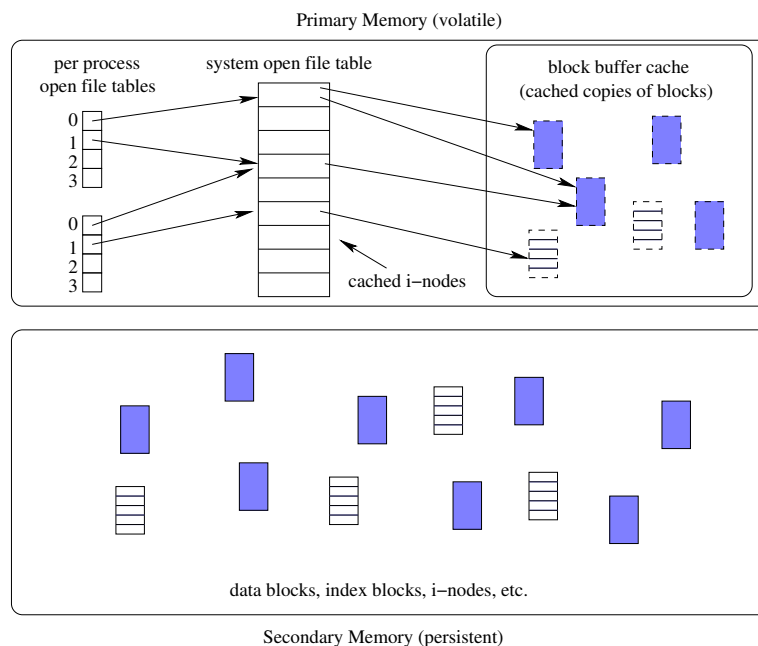 Primary Memory (volatile)
per process
open file tables
system open file table
block buffer cache
(cached copies of blocks)
0
1
2
3
0
1
2
3
cached i−nodes
data blocks, index blocks, i−nodes, etc.
Secondary Memory (persistent)